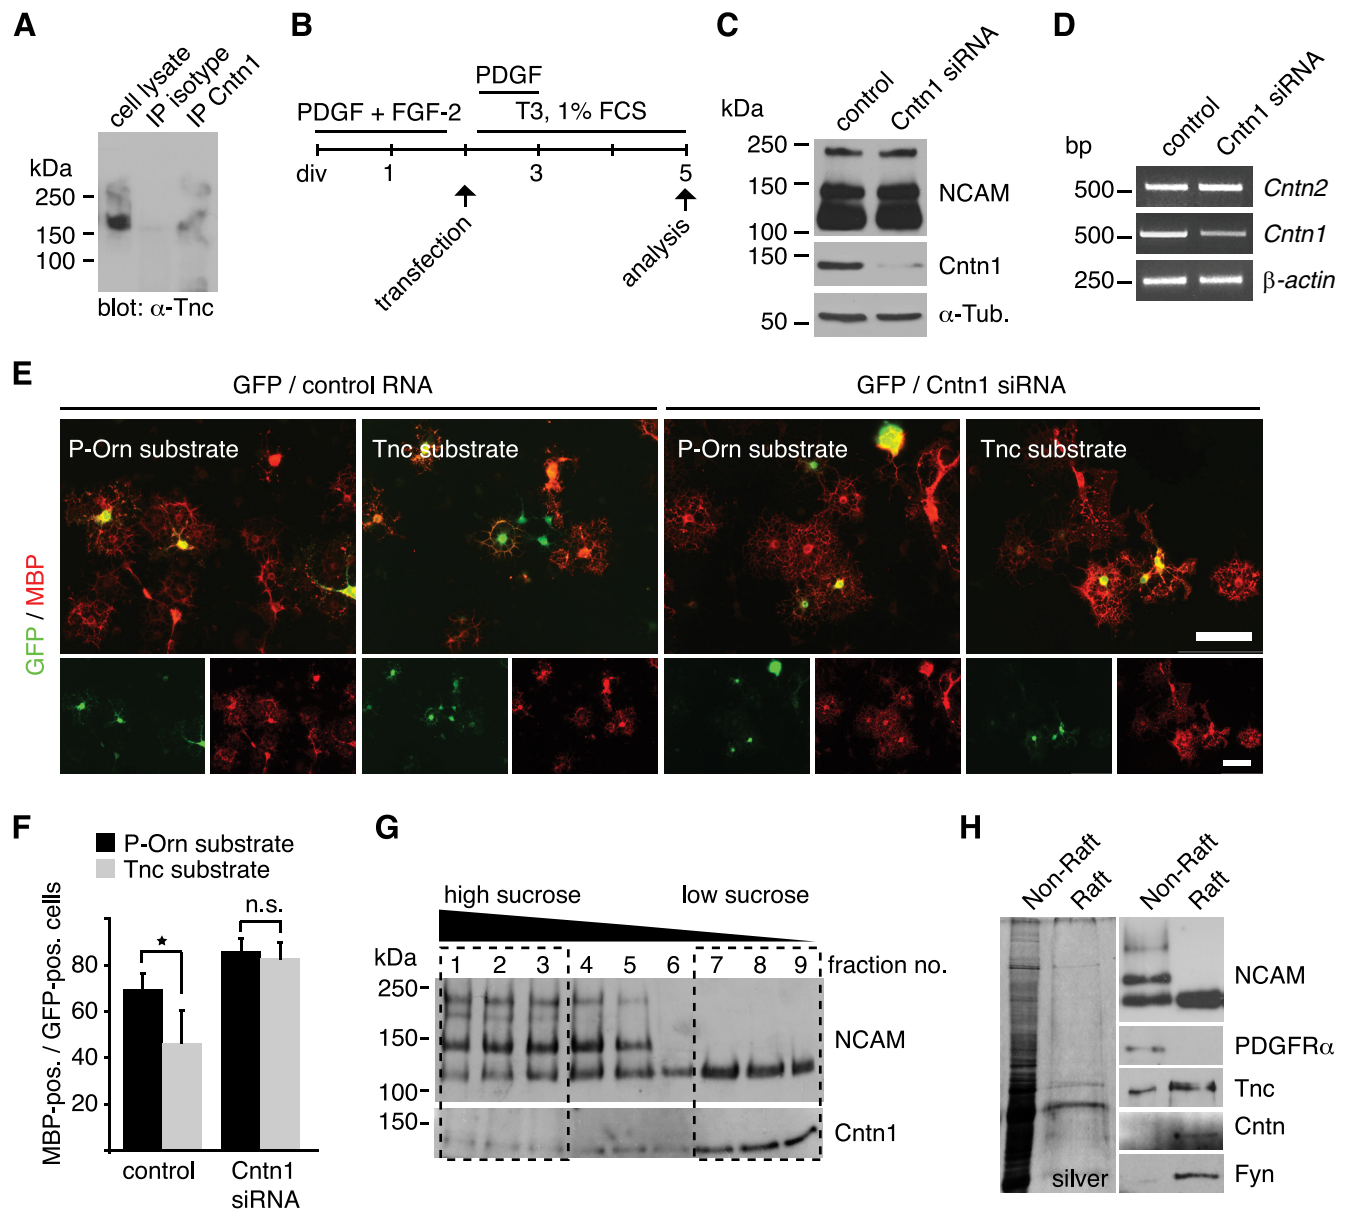 A
cell lysate
IP isotype
IP Cntn1
kDa
250
150
100
blot: α-Tnc
B
PDGF
PDGF + FGF-2
T3, 1% FCS
div
1
3
5
transfection
analysis
C
control
Cntn1 siRNA
kDa
250
150
NCAM
100
150
Cntn1
50
α-Tub.
D
control
Cntn1 siRNA
bp
500
Cntn2
500
Cntn1
250
β-actin
E
GFP / control RNA
GFP / Cntn1 siRNA
P-Orn substrate
Tnc substrate
P-Orn substrate
Tnc substrate
GFP / MBP
F
P-Orn substrate
Tnc substrate
MBP-pos. / GFP-pos. cells
n.s.
★
80
60
40
20
control
Cntn1
siRNA
G
high sucrose
low sucrose
kDa
1 2 3 4 5 6 7 8 9 fraction no.
250
150
NCAM
100
150
Cntn1
H
Non-Raft
Raft
Non-Raft
Raft
NCAM
PDGFRα
Tnc
Cntn
Fyn
silver